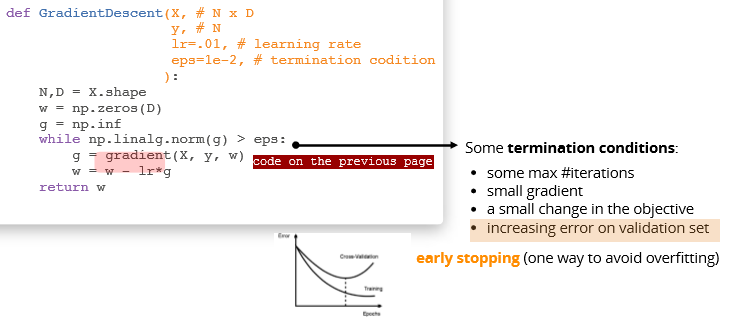 def GradientDescent(X, # N x D
y, # N
lr=.01, # learning rate
eps=1e-2, # termination codition
):
N,D = X.shape
w = np.zeros(D)
g = np.inf
while np.linalg.norm(g) > eps:
g = gradient(X, y, w) code on the previous page
w = w - lr*g
return w
Some termination conditions:
• some max #iterations
• small gradient
• a small change in the objective
• increasing error on validation set
early stopping (one way to avoid overfitting)
Error
Cross-Validation
Training
Epochs